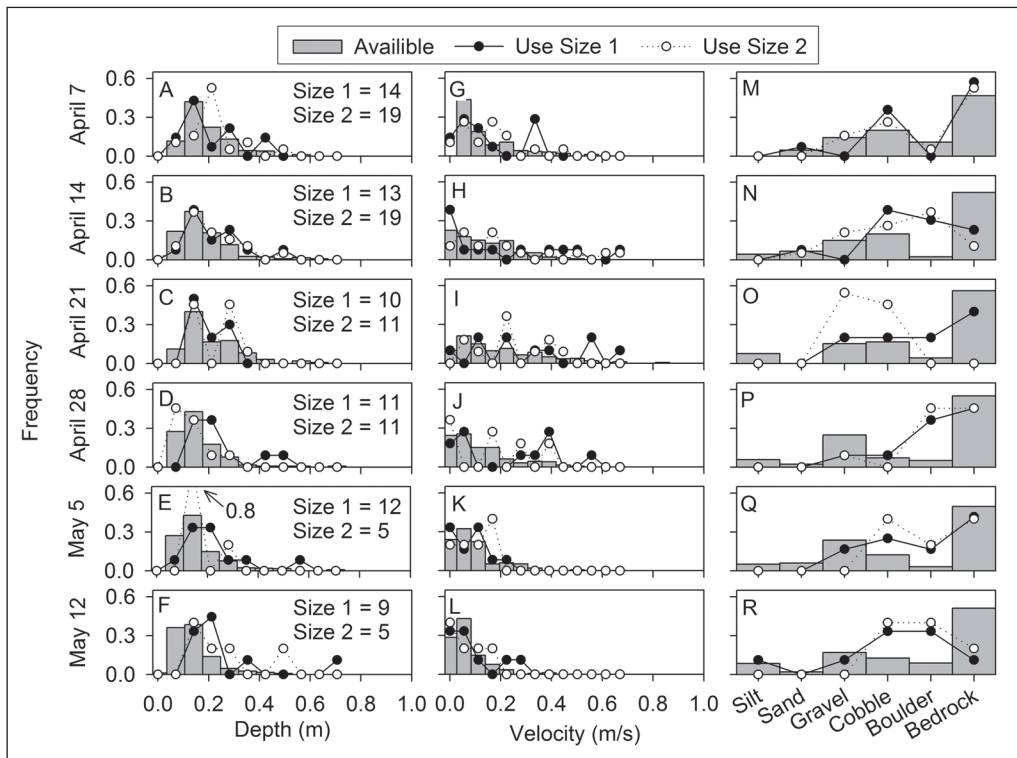 Availible Use Size 1 Use Size 2
Frequency
April 7
0.6
0.3
0.0
A
Size 1 = 14
Size 2 = 19
G
M
April 14
0.6
0.3
0.0
B
Size 1 = 13
Size 2 = 19
H
N
April 21
0.6
0.3
0.0
C
Size 1 = 10
Size 2 = 11
I
O
April 28
0.6
0.3
0.0
D
Size 1 = 11
Size 2 = 11
J
P
May 5
0.6
0.3
0.0
E
0.8
Size 1 = 12
Size 2 = 5
K
Q
May 12
0.6
0.3
0.0
F
Size 1 = 9
Size 2 = 5
L
R
0.0 0.2 0.4 0.6 0.8 1.0
Depth (m)
0.0 0.2 0.4 0.6 0.8 1.0
Velocity (m/s)
Silt
Sand
Gravel
Cobble
Boulder
Bedrock